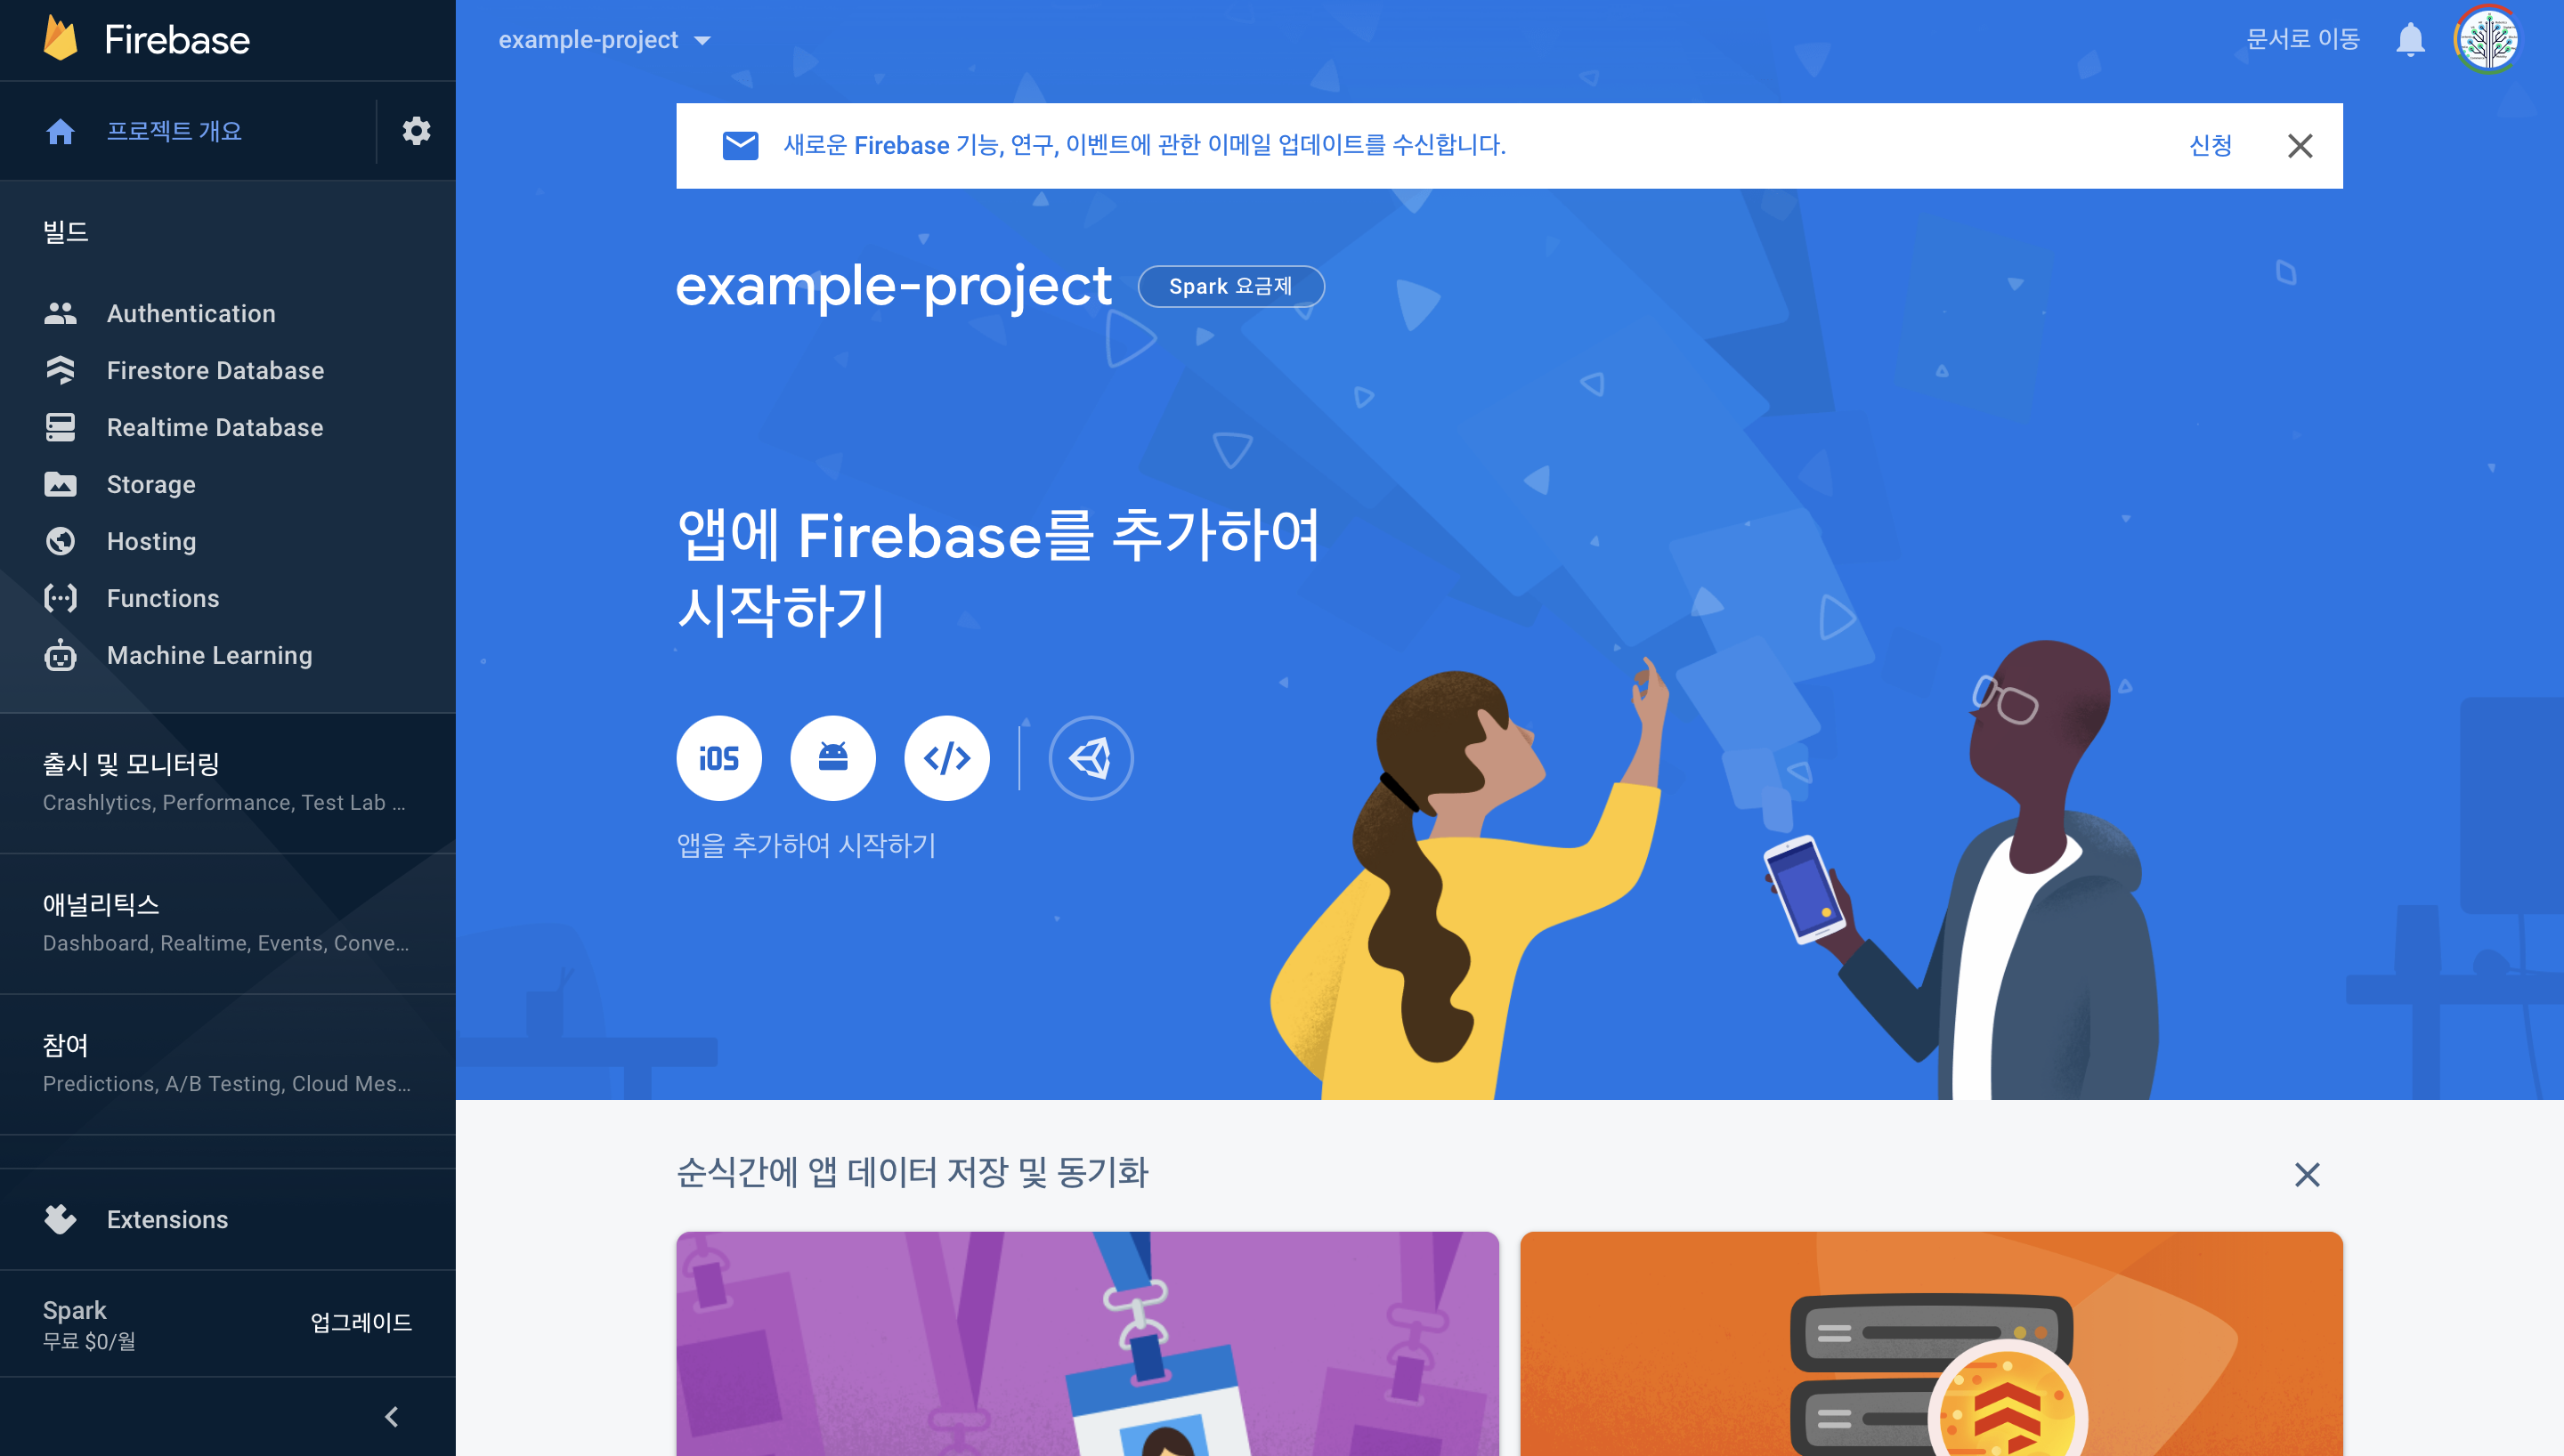 Firebase
프로젝트 개요
빌드
Authentication
Firestore Database
Realtime Database
Storage
Hosting
Functions
Machine Learning
출시 및 모니터링
Crashlytics, Performance, Test Lab ...
애널리틱스
Dashboard, Realtime, Events, Conve...
참여
Predictions, A/B Testing, Cloud Mes...
Extensions
Spark
무료 $0/월
업그레이드
example-project
문서로 이동
새로운 Firebase 기능, 연구, 이벤트에 관한 이메일 업데이트를 수신합니다.
신청
example-project
Spark 요금제
앱에 Firebase를 추가하여
시작하기
iOS
앱을 추가하여 시작하기
순식간에 앱 데이터 저장 및 동기화